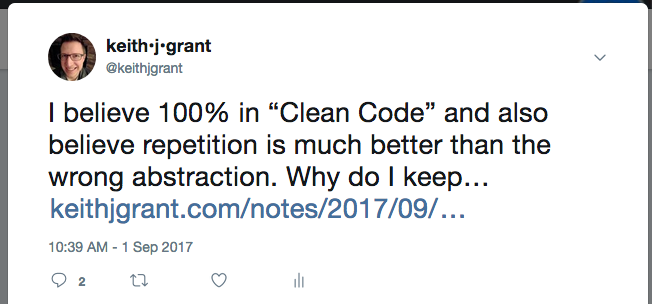 keith•j•grant
@keithjgrant
I believe 100% in “Clean Code” and also
believe repetition is much better than the
wrong abstraction. Why do I keep…
keithjgrant.com/notes/2017/09/…
10:39 AM - 1 Sep 2017
2